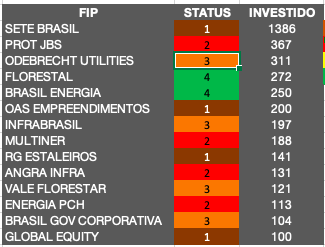 FIP STATUS INVESTIDO
SETE BRASIL 1 1386
PROT JBS 2 367
ODEBRECHT UTILITIES 3 311
FLORESTAL 4 272
BRASIL ENERGIA 4 250
OAS EMPREENDIMENTOS 1 200
INFRABRASIL 3 197
MULTINER 2 188
RG ESTALEIROS 1 141
ANGRA INFRA 2 131
VALE FLORESTAR 3 121
ENERGIA PCH 2 113
BRASIL GOV CORPORATIVA 3 104
GLOBAL EQUITY 1 100